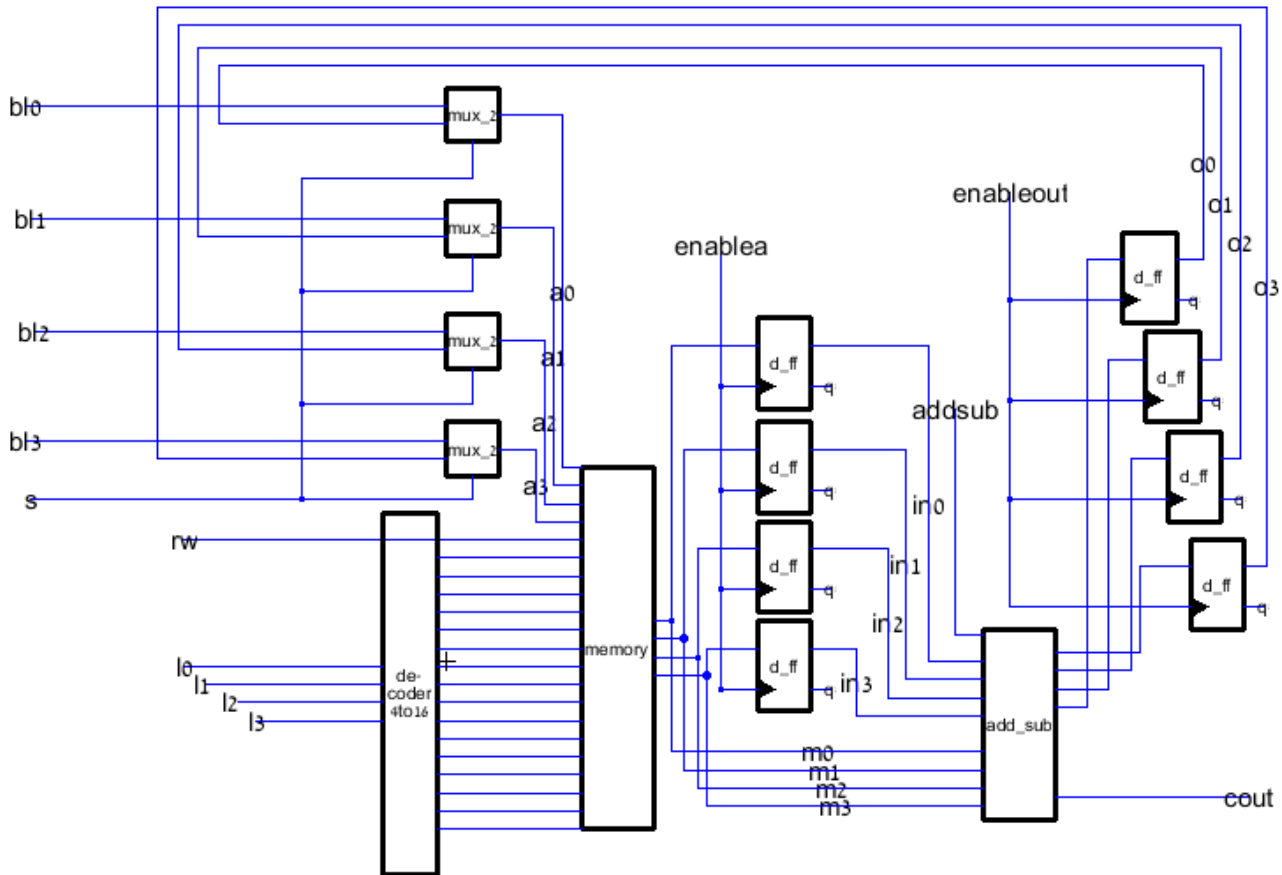 bl0
mux_2
o0
enableout
o1
bl1
mux_2
o2
enablea
d_ff
o3
a0
q
bl2
mux_2
a1
d_ff
d_ff
q
q
addsub
a2
bl3
mux_2
d_ff
d_ff
s
a3
q
q
in0
rw
d_ff
in1
d_ff
q
q
in2
memory
l0
de-
coder
4to16
l1
d_ff
q
in3
l2
l3
add_sub
m0
m1
m2
m3
cout